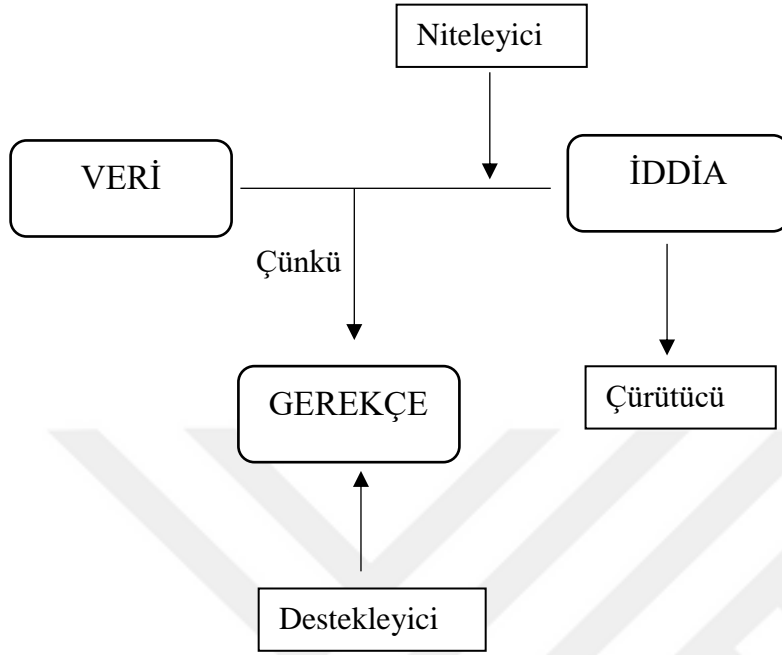 Niteleyici
VERİ
İDDİA
Çünkü
GEREKÇE
Çürütücü
Destekleyici